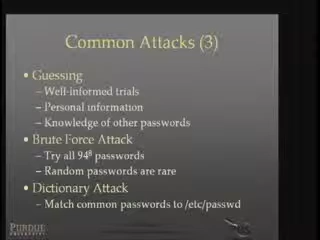 Common Attacks (3)
• Guessing
– Well-informed trials
– Personal information
– Knowledge of other passwords
• Brute Force Attack
– Try all 94⁸ passwords
– Random passwords are rare
• Dictionary Attack
– Match common passwords to /etc/passwd
PURDUE
UNIVERSITY